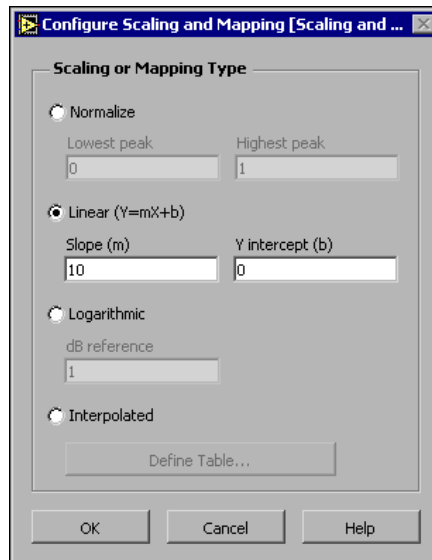 Configure Scaling and Mapping [Scaling and ...
Scaling or Mapping Type
Normalize
Lowest peak Highest peak
0 1
Linear (Y=mX+b)
Slope (m) Y intercept (b)
10 0
Logarithmic
dB reference
1
Interpolated
Define Table...
OK Cancel Help